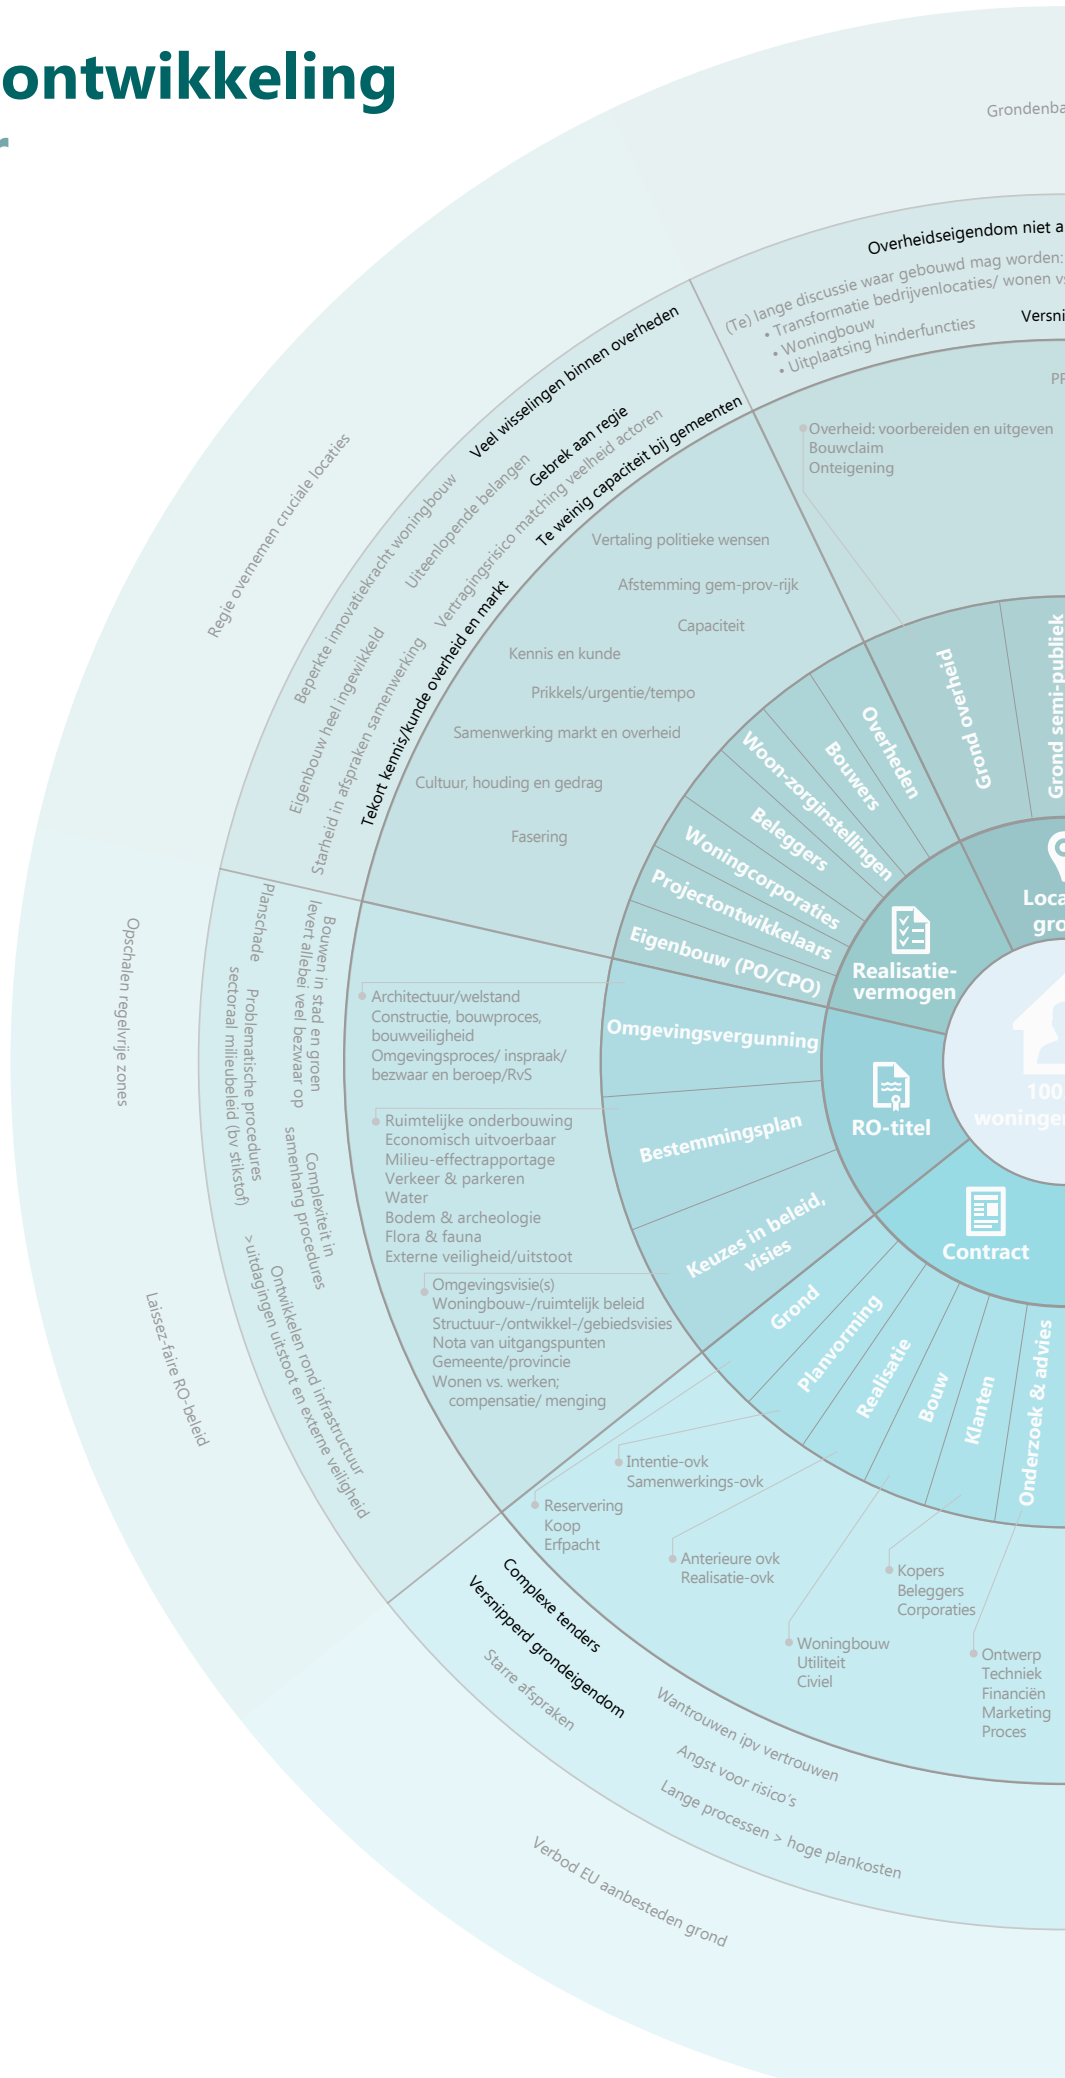 ontwikkeling
r
Grondenba
Overheidseigendom niet a
(Te) lange discussie waar gebouwd mag worden:
• Transformatie bedrijvenlocaties/ wonen vs
• Woningbouw
• Uitplaatsing hinderfuncties
Versni
PP
Overheid: voorbereiden en uitgeven
Bouwclaim
Onteigening
Grond overheid
Grond semi-publiek
Loca
gro
Regie overnemen cruciale locaties
Veel wisselingen binnen overheden
Beperkte innovatiekracht woningbouw
Uiteenlopende belangen
Gebrek aan regie
Eigenbouw heel ingewikkeld
Vertragingsrisico matching veelheid actoren
Te weinig capaciteit bij gemeenten
Starheid in afspraken samenwerking
Tekort kennis/kunde overheid en markt
Vertaling politieke wensen
Afstemming gem-prov-rijk
Capaciteit
Kennis en kunde
Prikkels/urgentie/tempo
Samenwerking markt en overheid
Cultuur, houding en gedrag
Fasering
Overheden
Bouwers
Woon-zorginstellingen
Beleggers
Woningcorporaties
Projectontwikkelaars
Eigenbouw (PO/CPO)
Realisatie-
vermogen
Opschalen regelvrije zones
Laissez-faire RO-beleid
Planschade
Bouwen in stad en groen
levert allebei veel bezwaar op
Problematische procedures
sectoraal milieubeleid (bv stikstof)
Complexiteit in
samenhang procedures
Ontwikkelen rond infrastructuur
>uitdagingen uitstoot en externe veiligheid
Architectuur/welstand
Constructie, bouwproces,
bouwveiligheid
Omgevingsproces/ inspraak/
bezwaar en beroep/RvS
Ruimtelijke onderbouwing
Economisch uitvoerbaar
Milieu-effectrapportage
Verkeer & parkeren
Water
Bodem & archeologie
Flora & fauna
Externe veiligheid/uitstoot
Omgevingsvisie(s)
Woningbouw-/ruimtelijk beleid
Structuur-/ontwikkel-/gebiedsvisies
Nota van uitgangspunten
Gemeente/provincie
Wonen vs. werken;
compensatie/ menging
Omgevingsvergunning
Bestemmingsplan
Keuzes in beleid,
visies
RO-titel
100
woninge
Contract
Grond
Planvorming
Realisatie
Bouw
Klanten
Onderzoek & advies
Intentie-ovk
Samenwerkings-ovk
Reservering
Koop
Erfpacht
Anterieure ovk
Realisatie-ovk
Kopers
Beleggers
Corporaties
Woningbouw
Utiliteit
Civiel
Ontwerp
Techniek
Financiën
Marketing
Proces
Complexe tenders
Versnipperd grondeigendom
Starre afspraken
Wantrouwen ipv vertrouwen
Angst voor risico's
Lange processen > hoge plankosten
Verbod EU aanbesteden grond